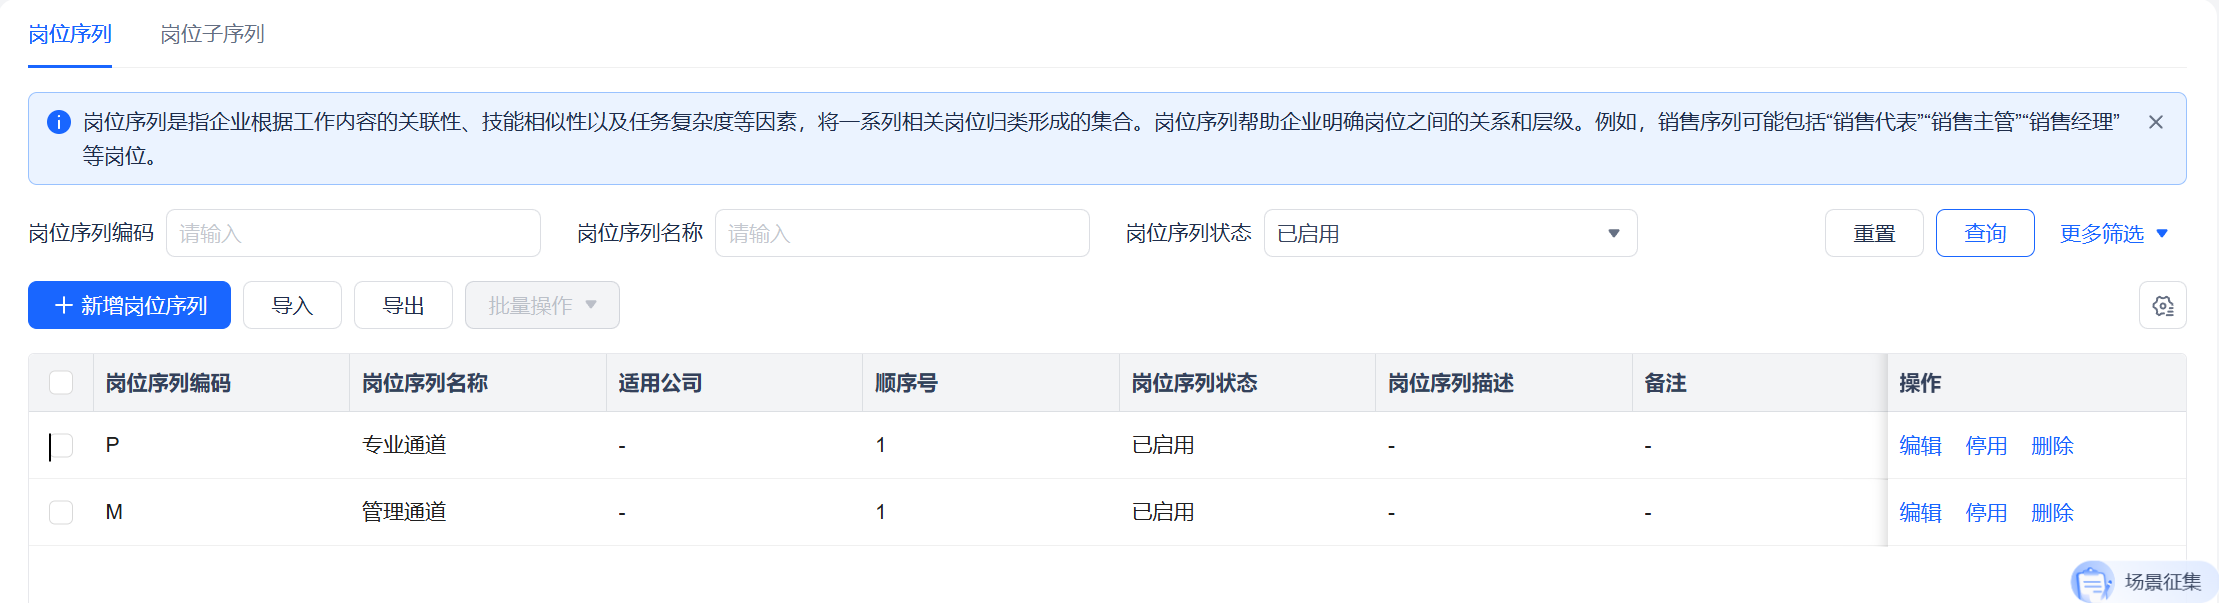 岗位序列 岗位子序列
岗位序列是指企业根据工作内容的关联性、技能相似性以及任务复杂度等因素，将一系列相关岗位归类形成的集合。岗位序列帮助企业明确岗位之间的关系和层级。例如，销售序列可能包括“销售代表”“销售主管”“销售经理”
等岗位。
岗位序列编码 请输入 岗位序列名称 请输入 岗位序列状态 已启用 重置 查询 更多筛选
新增岗位序列 导入 导出 批量操作
岗位序列编码 岗位序列名称 适用公司 顺序号 岗位序列状态 岗位序列描述 备注 操作
P 专业通道 - 1 已启用 - - 编辑 停用 删除
M 管理通道 - 1 已启用 - - 编辑 停用 删除
场景征集